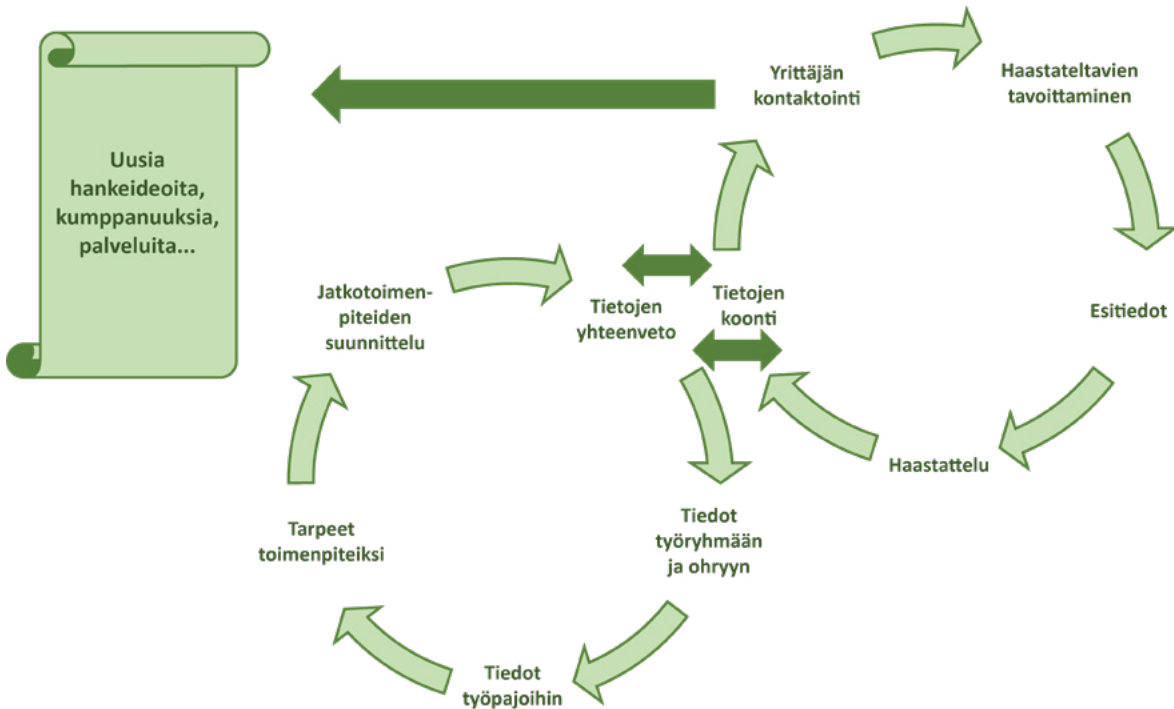 Uusia
hankeideoita,
kumppanuuksia,
palveluita...
Yrittäjän
kontaktointi
Haastateltavien
tavoittaminen
Esitiedot
Haastattelu
Tietojen
koonti
Tietojen
yhteenveto
Tiedot
työryhmään
ja ohryyn
Tiedot
työpajoihin
Tarpeet
toimenpiteiksi
Jatkotoimen-
piteiden
suunnittelu